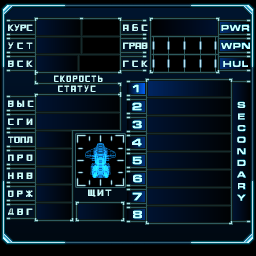 КУРС АБС PWR
УСТ ГРАВ WPN
ВСК ГСК HUL
СКОРОСТЬ
СТАТУС
ВЫС
СГИ
ТОПЛ
ПРО
НАВ
ОРЖ
ДВГ
ЩИТ
1
2
3
4
5
6
7
8
SECONDARY